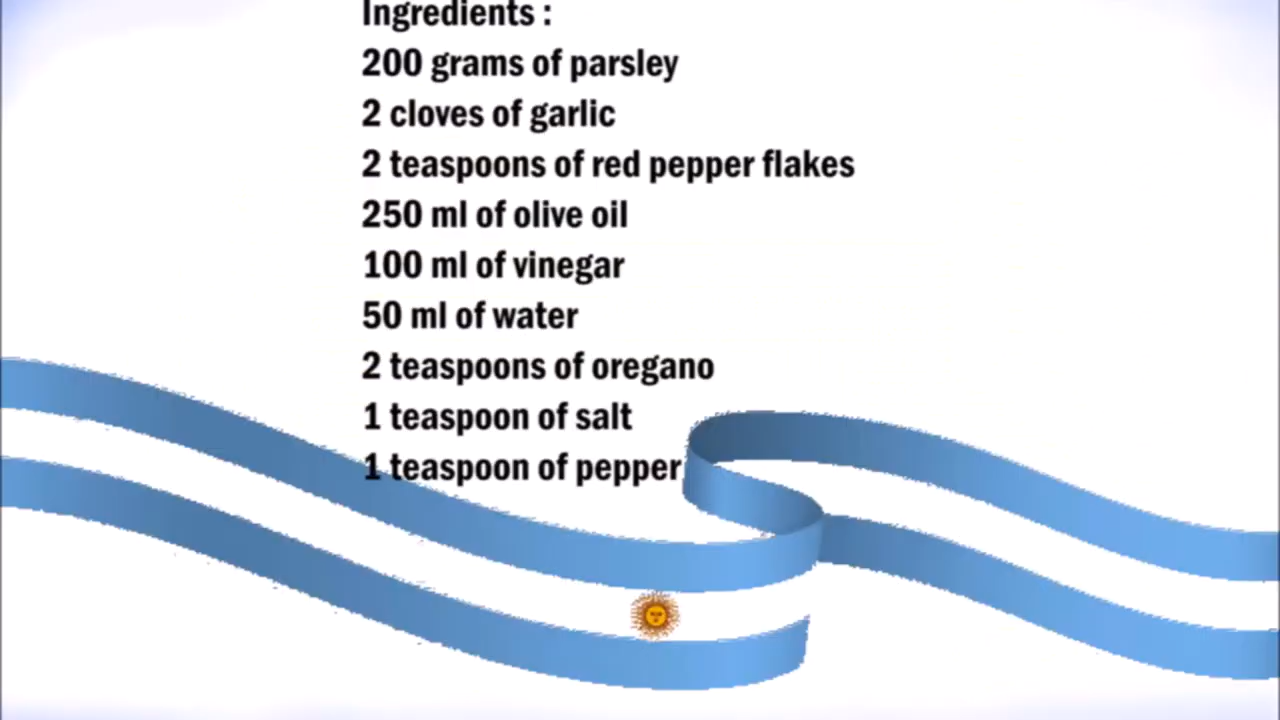 Ingredients :
200 grams of parsley
2 cloves of garlic
2 teaspoons of red pepper flakes
250 ml of olive oil
100 ml of vinegar
50 ml of water
2 teaspoons of oregano
1 teaspoon of salt
1 teaspoon of pepper